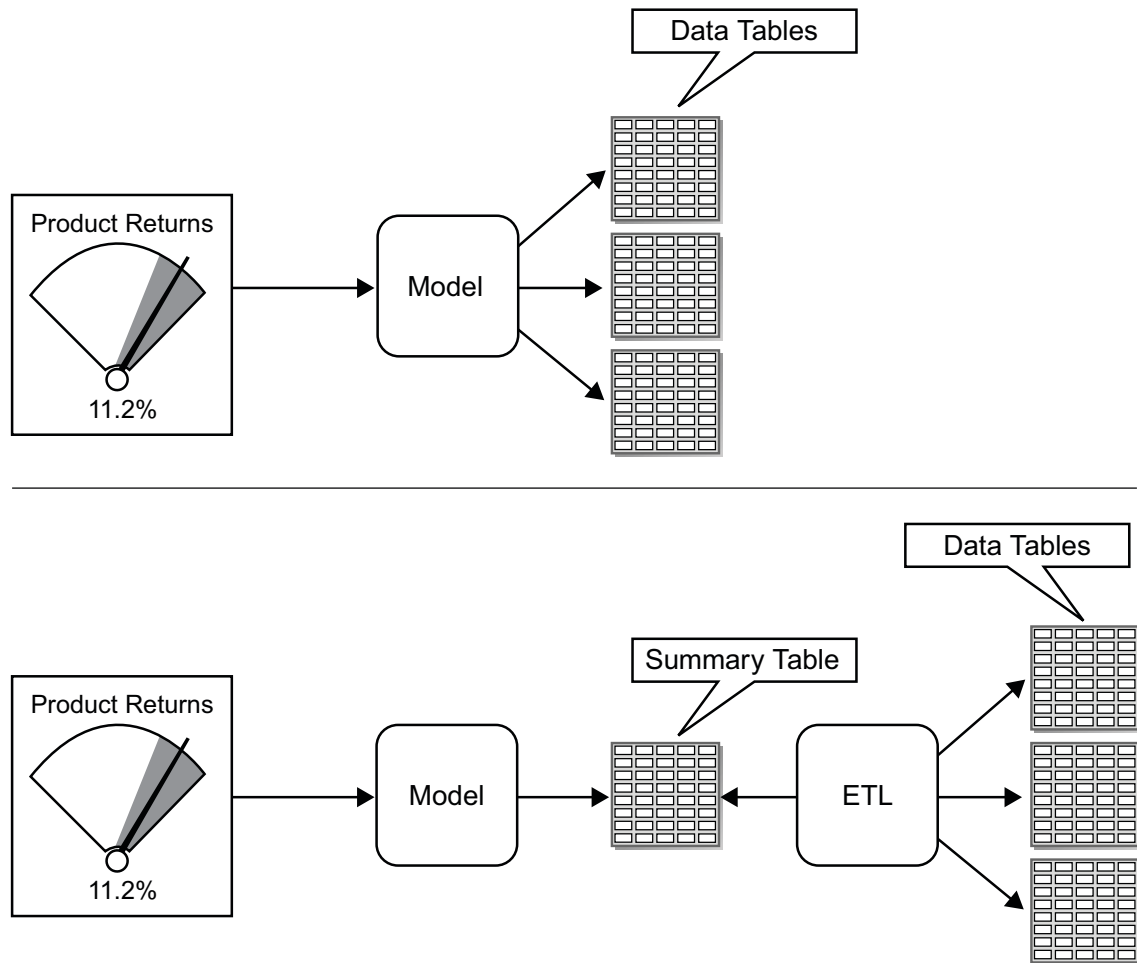 Data Tables
Product Returns
Model
11.2%
Data Tables
Summary Table
Product Returns
Model
ETL
11.2%